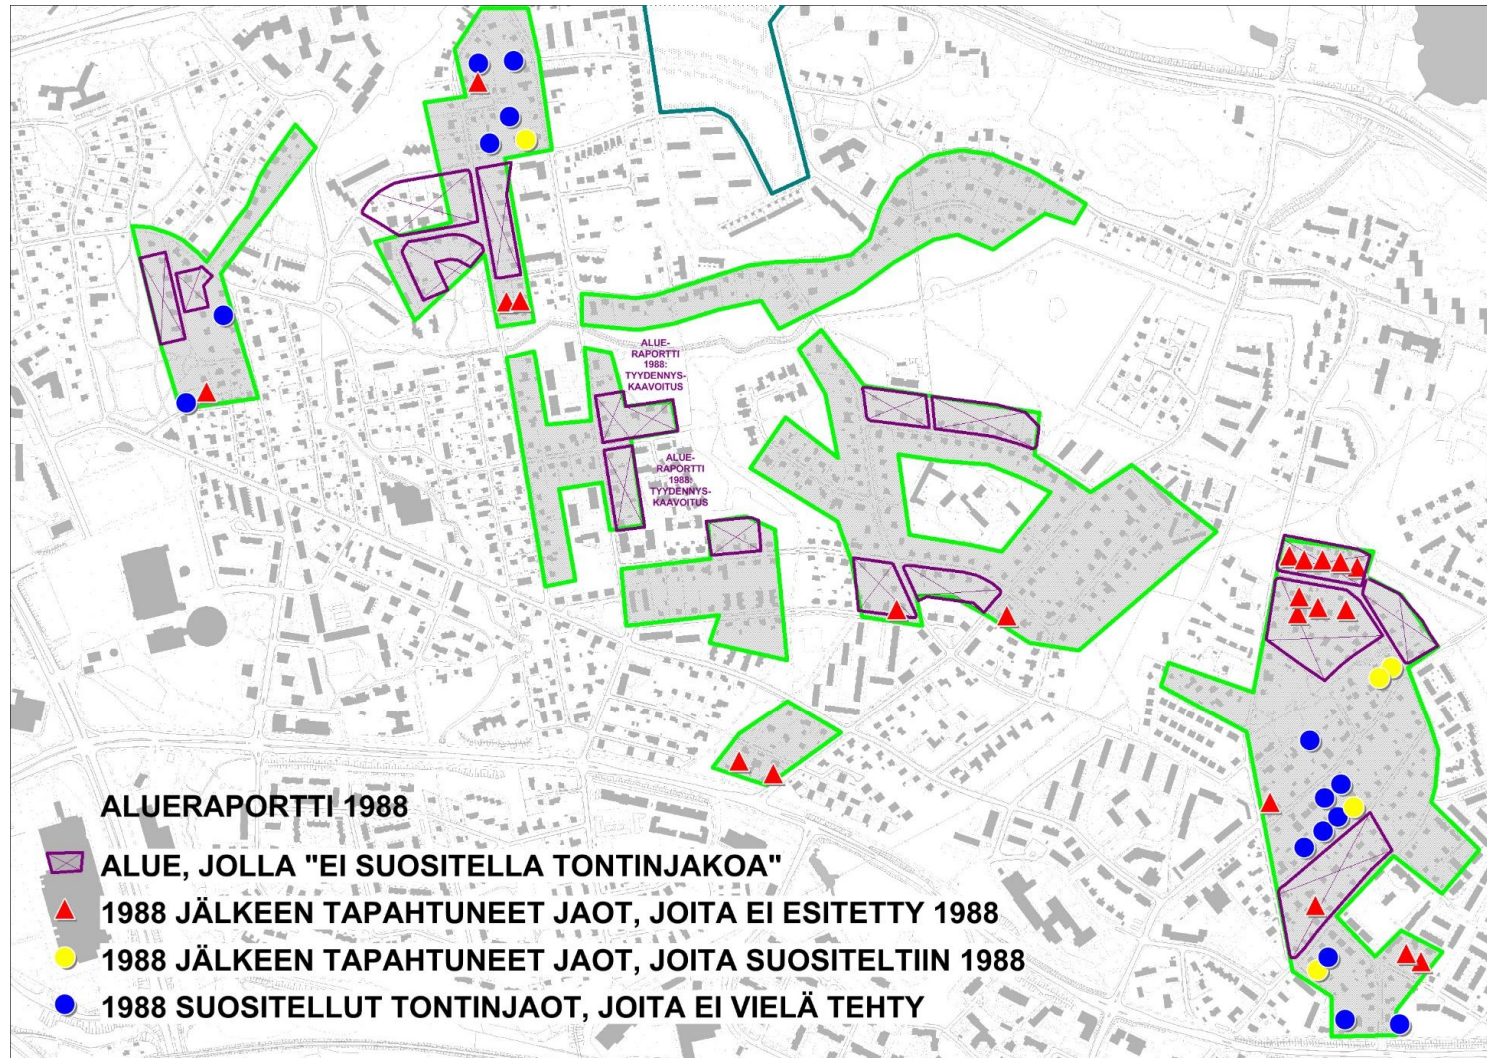 ALUE-
RAPORTTI
1988:
TYYDENNYS-
KAAVOITUS
ALUE-
RAPORTTI
1988:
TYYDENNYS-
KAAVOITUS
ALUERAPORTTI 1988
ALUE, JOLLA "EI SUOSITELLA TONTINJAKOA"
1988 JÄLKEEN TAPAHTUNEET JAOT, JOITA EI ESITETTY 1988
1988 JÄLKEEN TAPAHTUNEET JAOT, JOITA SUOSITELTIIN 1988
1988 SUOSITELLUT TONTINJAOT, JOITA EI VIELÄ TEHTY